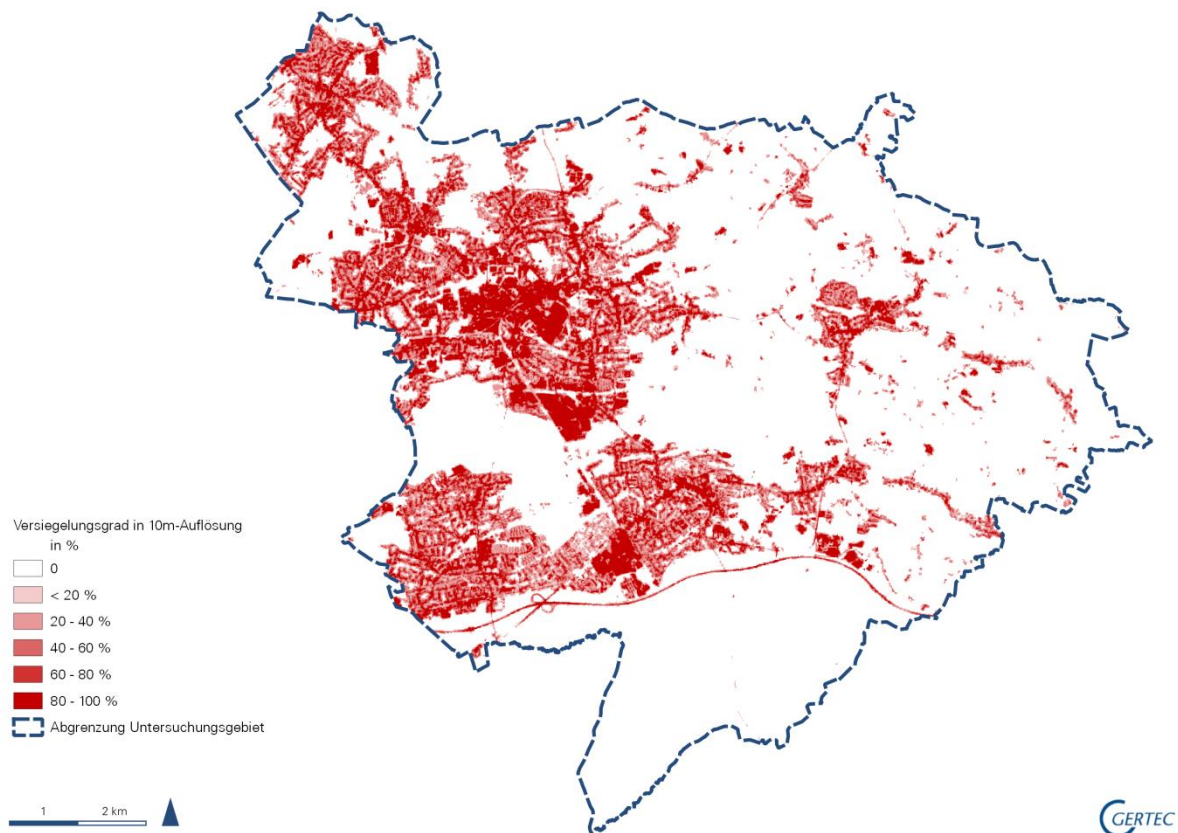 Versiegelungsgrad in 10m-Auflösung
in %
0
< 20 %
20 - 40 %
40 - 60 %
60 - 80 %
80 - 100 %
Abgrenzung Untersuchungsgebiet
1 2 km
GERTEC